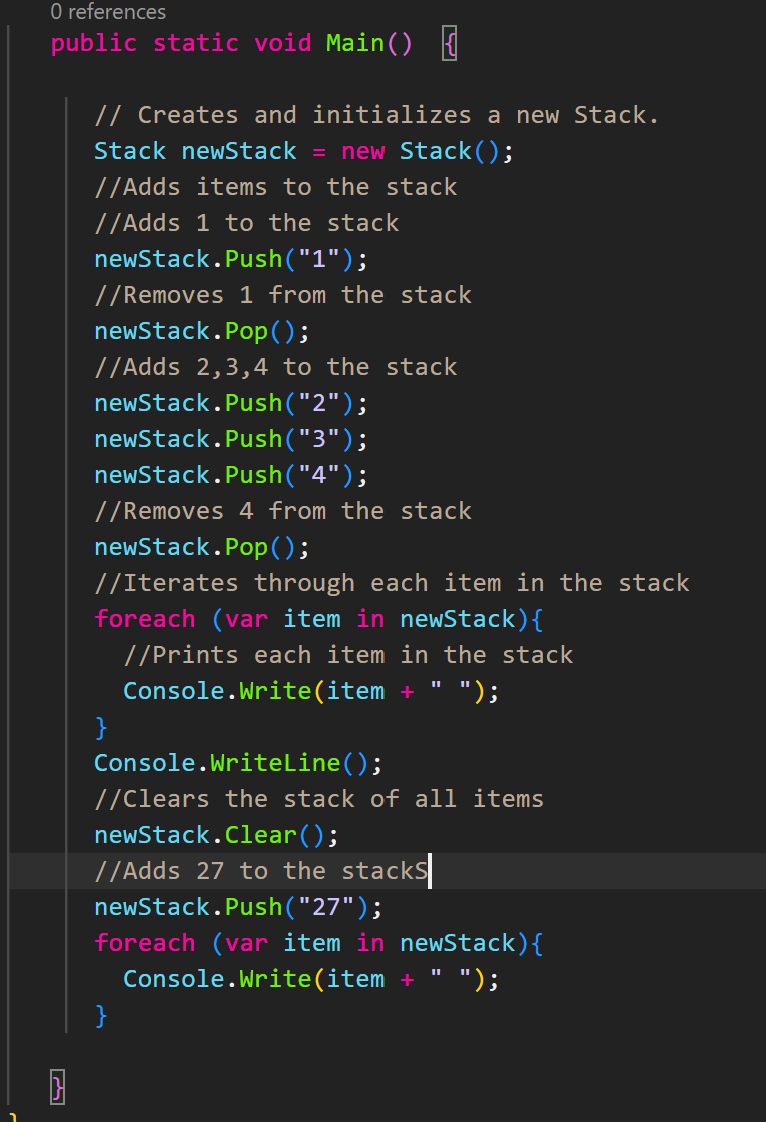 0 references
public static void Main() {
// Creates and initializes a new Stack.
Stack newStack = new Stack();
//Adds items to the stack
//Adds 1 to the stack
newStack.Push("1");
//Removes 1 from the stack
newStack.Pop();
//Adds 2,3,4 to the stack
newStack.Push("2");
newStack.Push("3");
newStack.Push("4");
//Removes 4 from the stack
newStack.Pop();
//Iterates through each item in the stack
foreach (var item in newStack){
//Prints each item in the stack
Console.Write(item + " ");
}
Console.WriteLine();
//Clears the stack of all items
newStack.Clear();
//Adds 27 to the stackS
newStack.Push("27");
foreach (var item in newStack){
Console.Write(item + " ");
}
}
}